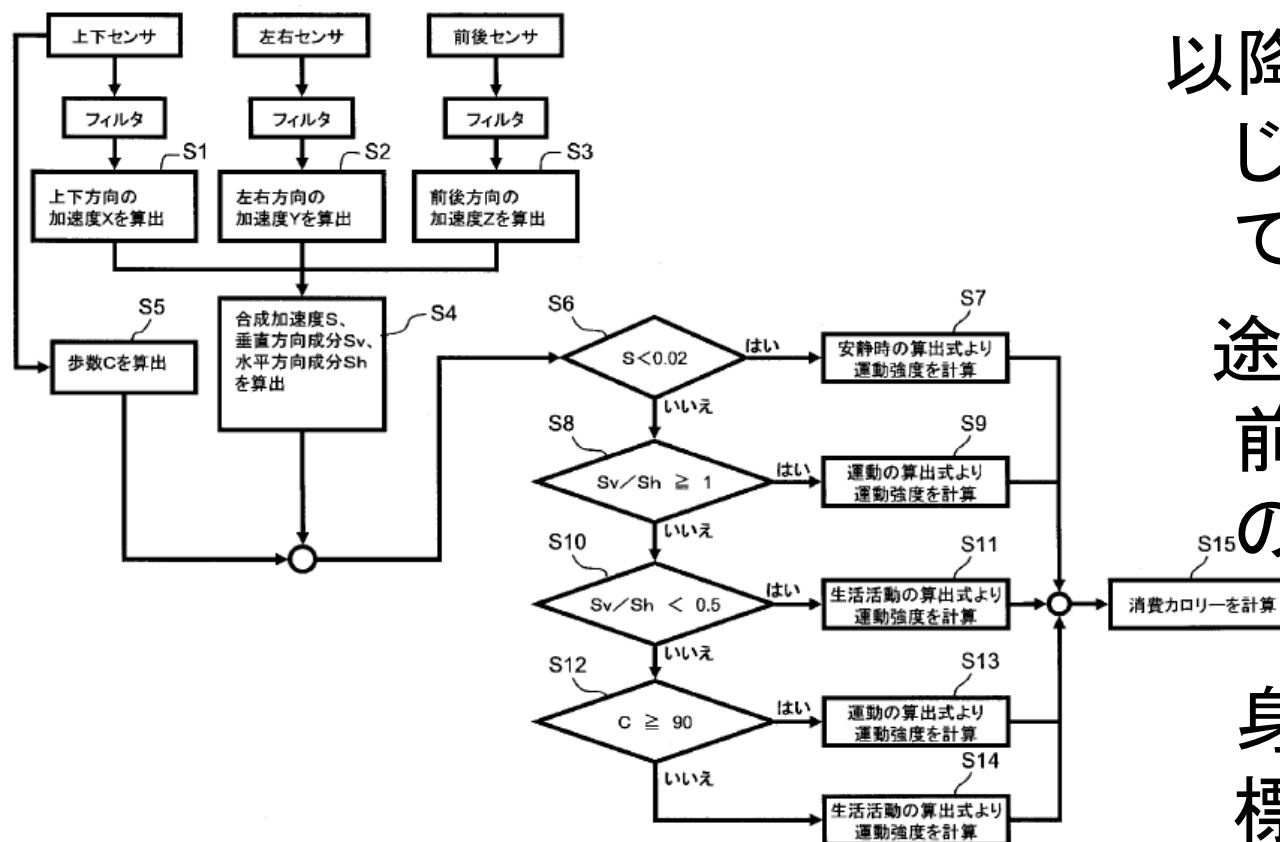 上下センサ
左右センサ
前後センサ
フィルタ
フィルタ
フィルタ
S1
S2
S3
上下方向の
加速度Xを算出
左右方向の
加速度Yを算出
前後方向の
加速度Zを算出
S5
歩数Cを算出
S4
合成加速度S、
垂直方向成分Sv、
水平方向成分Sh
を算出
S6
S<0.02
はい
いいえ
S7
安静時の算出式より
運動強度を計算
S8
Sv/Sh ≧ 1
はい
いいえ
S9
運動の算出式より
運動強度を計算
S10
Sv/Sh < 0.5
はい
いいえ
S11
生活活動の算出式より
運動強度を計算
S12
C ≧ 90
はい
いいえ
S13
運動の算出式より
運動強度を計算
S14
生活活動の算出式より
運動強度を計算
S15
消費カロリーを計算
以降
じ
て
途
前
の
身
標